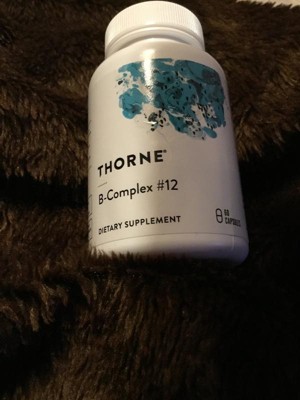 THORNE®
B-Complex #12
DIETARY SUPPLEMENT
60
CAPSULES